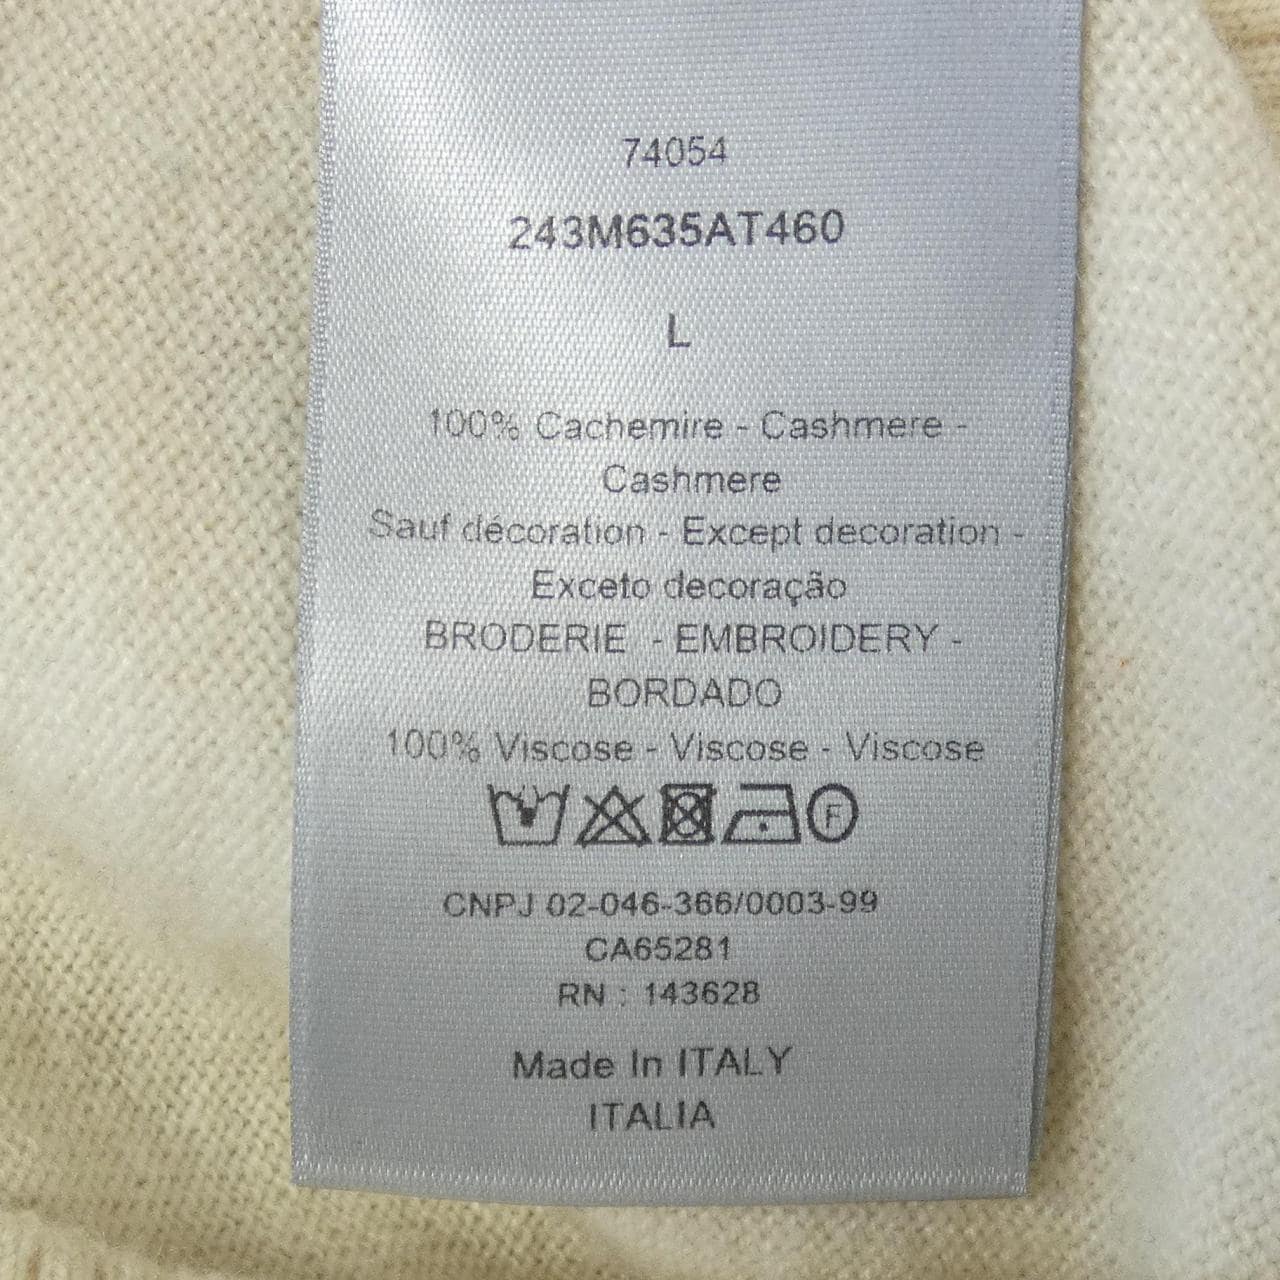 74054
243M635AT460
L
100% Cachemire - Cashmere -
Cashmere
Sauf décoration - Except decoration -
Exceto decoração
BRODERIE - EMBROIDERY -
BORDADO
100% Viscose - Viscose - Viscose
F
CNPJ 02-046-366/0003-99
CA65281
RN : 143628
Made In ITALY
ITALIA